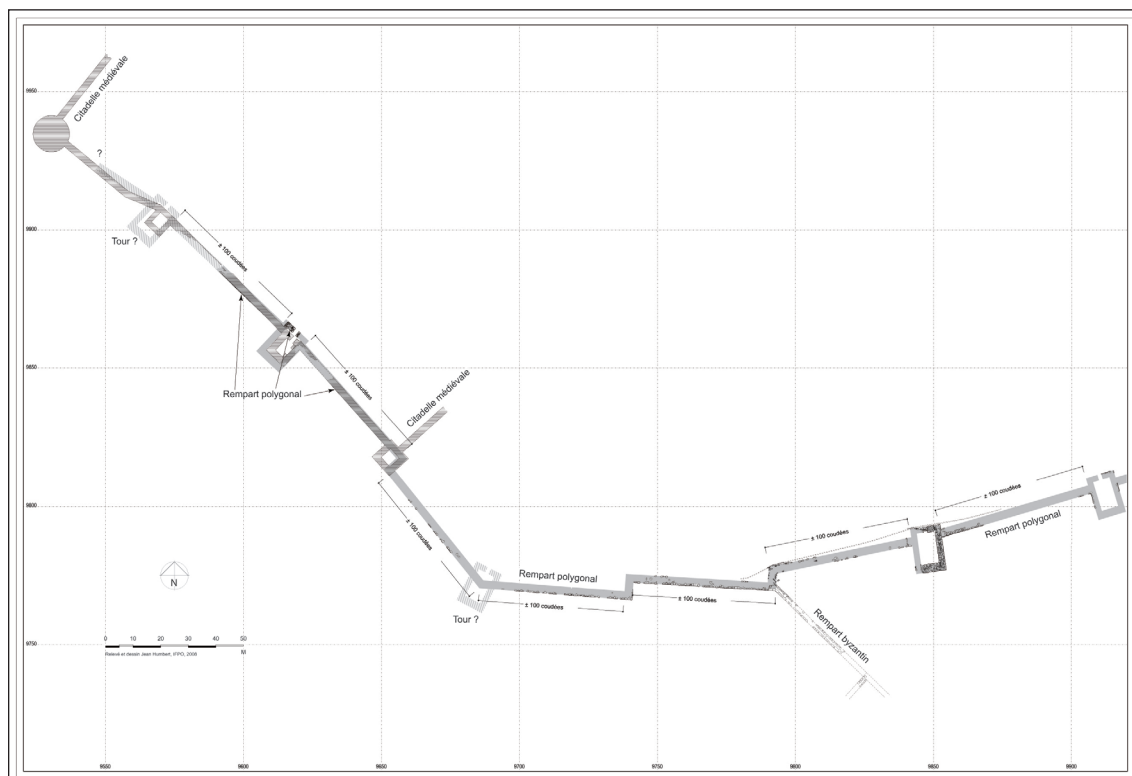 9950
Citadelle médiévale
?
9900
Tour ?
± 100 coudées
9850
± 100 coudées
Rempart polygonal
Citadelle médiévale
9800
± 100 coudées
± 100 coudées
± 100 coudées
± 100 coudées
Rempart polygonal
Rempart polygonal
N
± 100 coudées
± 100 coudées
Tour ?
Rempart byzantin
0 10 20 30 40 50
Relevé et dessin Jean Humbert, IFPO, 2008
M
9750
9550 9600 9650 9700 9750 9800 9850 9900